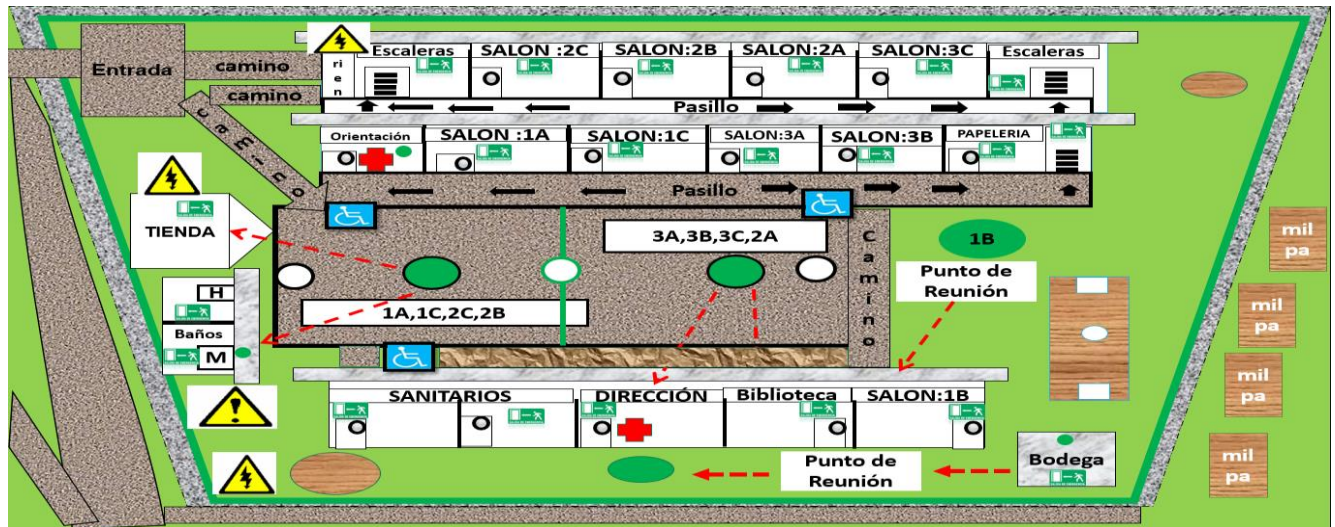 Escaleras
SALON :2C
SALON:2B
SALON:2A
SALON:3C
Escaleras
Entrada
camino
rien
camino
Pasillo
Orientación
SALON :1A
SALON:1C
SALON:3A
SALON:3B
PAPELERIA
camino
Pasillo
TIENDA
3A,3B,3C,2A
1B
Camino
Punto de
Reunión
mil
pa
H
1A,1C,2C,2B
Baños
M
mil
pa
mil
pa
SANITARIOS
DIRECCIÓN
Biblioteca
SALON:1B
Punto de
Reunión
Bodega
mil
pa